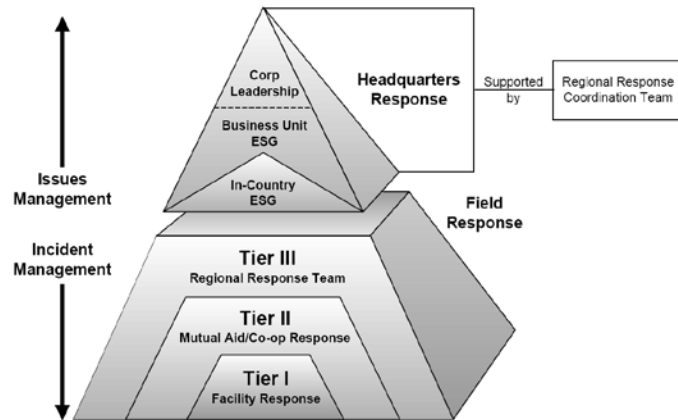 Corp
Leadership
Business Unit
ESG
In-Country
ESG
Headquarters
Response
Supported
by
Regional Response
Coordination Team
Issues
Management
Incident
Management
Field
Response
Tier III
Regional Response Team
Tier II
Mutual Aid/Co-op Response
Tier I
Facility Response